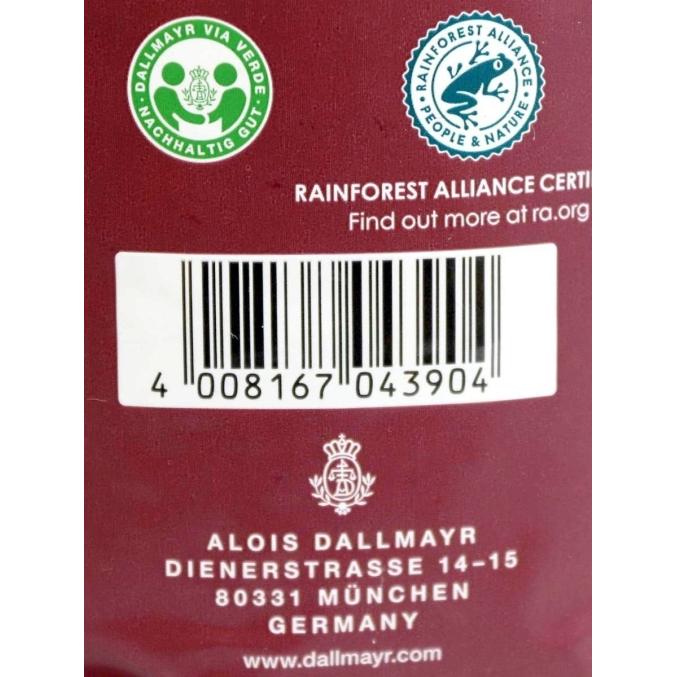 DALLMAYR VIA VERDE
NACHHALTIG GUT
RAINFOREST ALLIANCE
PEOPLE & NATURE
RAINFOREST ALLIANCE CERTI
Find out more at ra.org
4 008167 043904
ALOIS DALLMAYR
DIENERSTRASSE 14–15
80331 MÜNCHEN
GERMANY
www.dallmayr.com